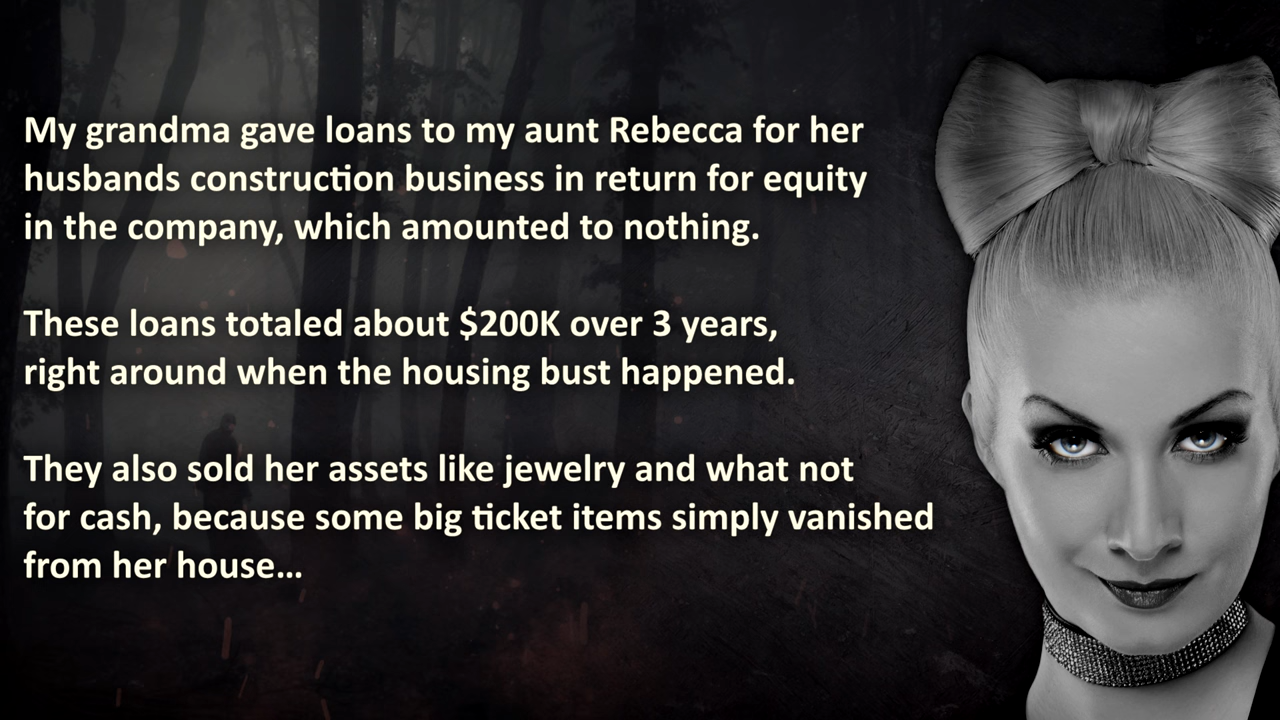 My grandma gave loans to my aunt Rebecca for her
husbands construction business in return for equity
in the company, which amounted to nothing.
These loans totaled about $200K over 3 years,
right around when the housing bust happened.
They also sold her assets like jewelry and what not
for cash, because some big ticket items simply vanished
from her house...